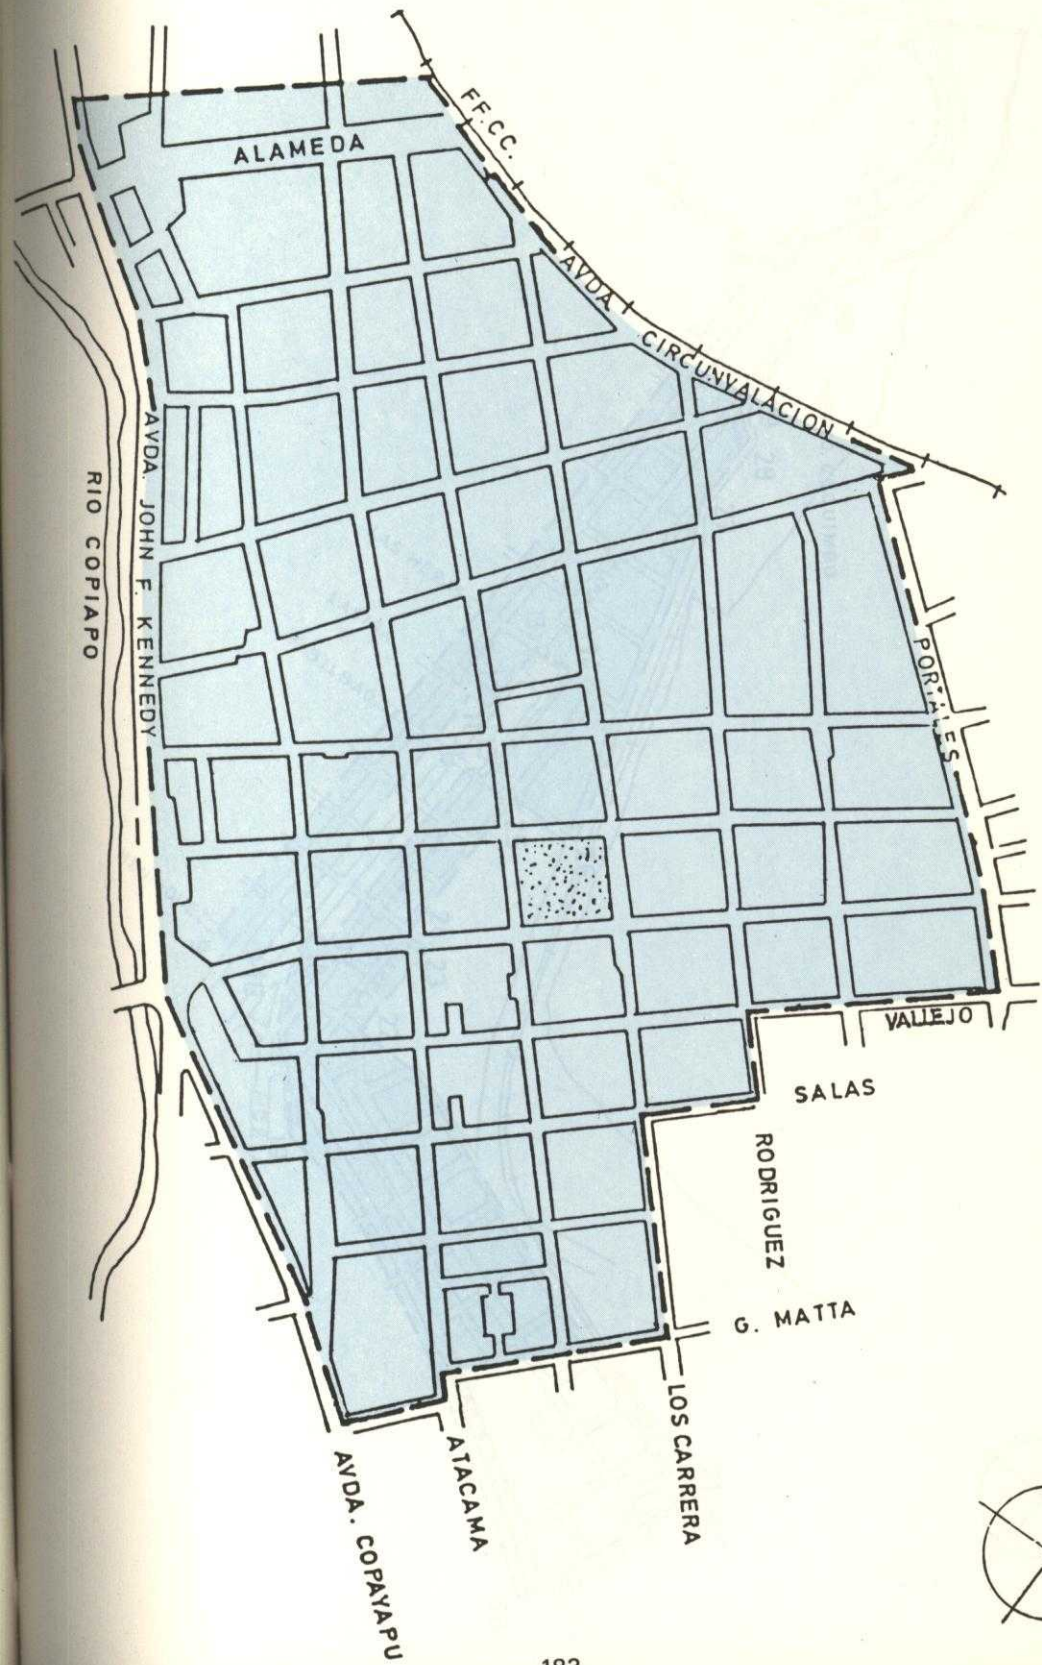 FF.CC.
ALAMEDA
AVDA CIRCUNVALACION
AVDA. JOHN F. KENNEDY
RIO COPIAPO
PORTALES
VALLEJO
SALAS
RODRIGUEZ
G. MATTA
LOS CARRERA
ATACAMA
AVDA. COPAYAPU